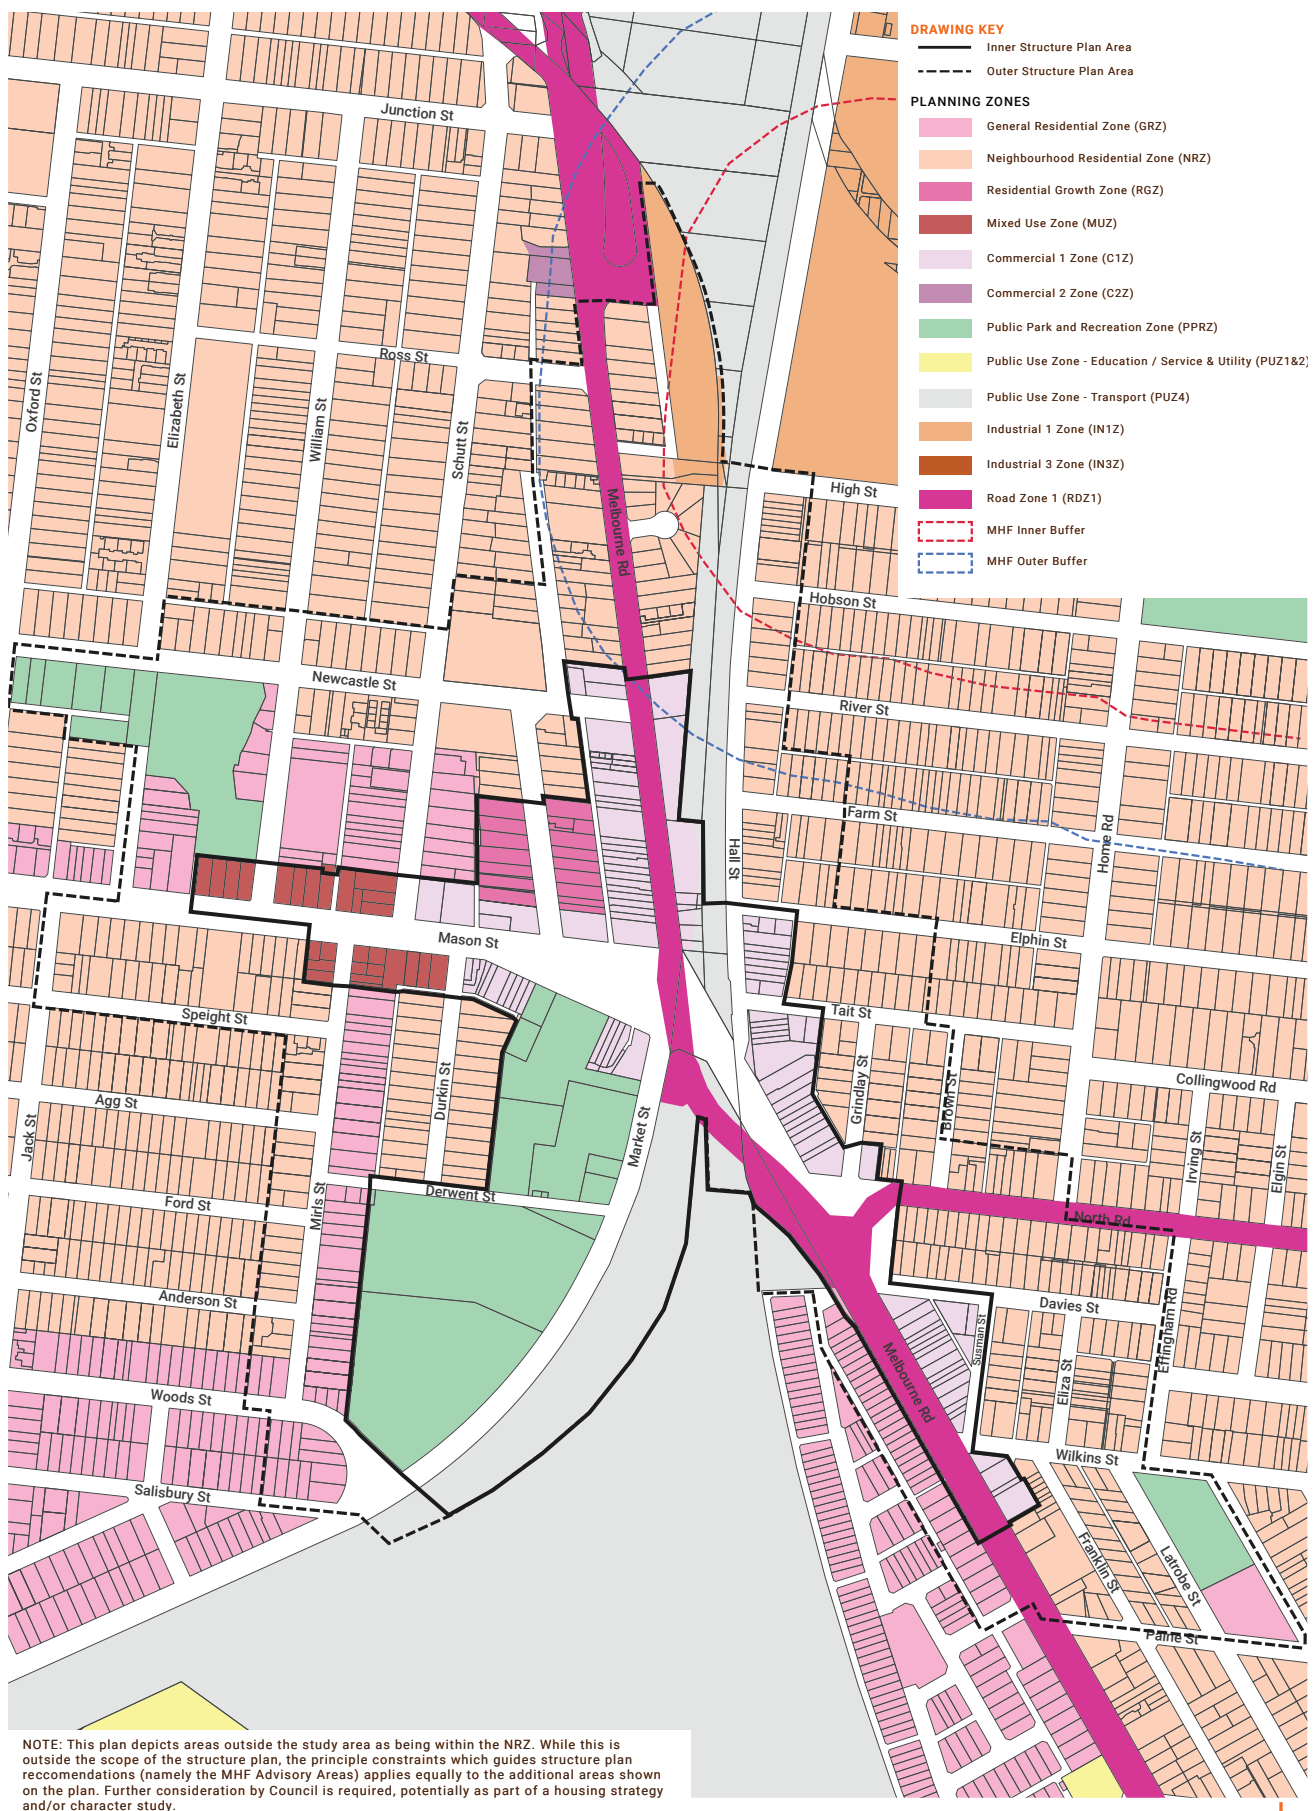 DRAWING KEY
Inner Structure Plan Area
Outer Structure Plan Area
PLANNING ZONES
General Residential Zone (GRZ)
Neighbourhood Residential Zone (NRZ)
Residential Growth Zone (RGZ)
Mixed Use Zone (MUZ)
Commercial 1 Zone (C1Z)
Commercial 2 Zone (C2Z)
Public Park and Recreation Zone (PPRZ)
Public Use Zone - Education / Service & Utility (PUZ1&2)
Public Use Zone - Transport (PUZ4)
Industrial 1 Zone (IN1Z)
Industrial 3 Zone (IN3Z)
Road Zone 1 (RDZ1)
MHF Inner Buffer
MHF Outer Buffer
Junction St
Ross St
Oxford St
Elizabeth St
William St
Schutt St
Melbourne Rd
High St
Hobson St
Newcastle St
River St
Farm St
Hall St
Home Rd
Mason St
Elphin St
Speight St
Tait St
Collingwood Rd
Agg St
Jack St
Durkin St
Market St
Grindlay St
Brown St
Irving St
Elgin St
Ford St
Mirls St
Derwent St
North Rd
Anderson St
Davies St
Susman St
Effingham Rd
Woods St
Melbourne Rd
Eliza St
Wilkins St
Salisbury St
Franklin St
Latrobe St
Paine St
NOTE: This plan depicts areas outside the study area as being within the NRZ. While this is
outside the scope of the structure plan, the principle constraints which guides structure plan
reccomendations (namely the MHF Advisory Areas) applies equally to the additional areas shown
on the plan. Further consideration by Council is required, potentially as part of a housing strategy
and/or character study.